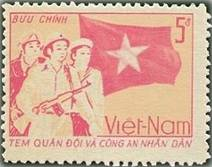 BƯU CHÍNH 5đ
Việt-Nam
TEM QUÂN ĐỘI VÀ CÔNG AN NHÂN DÂN